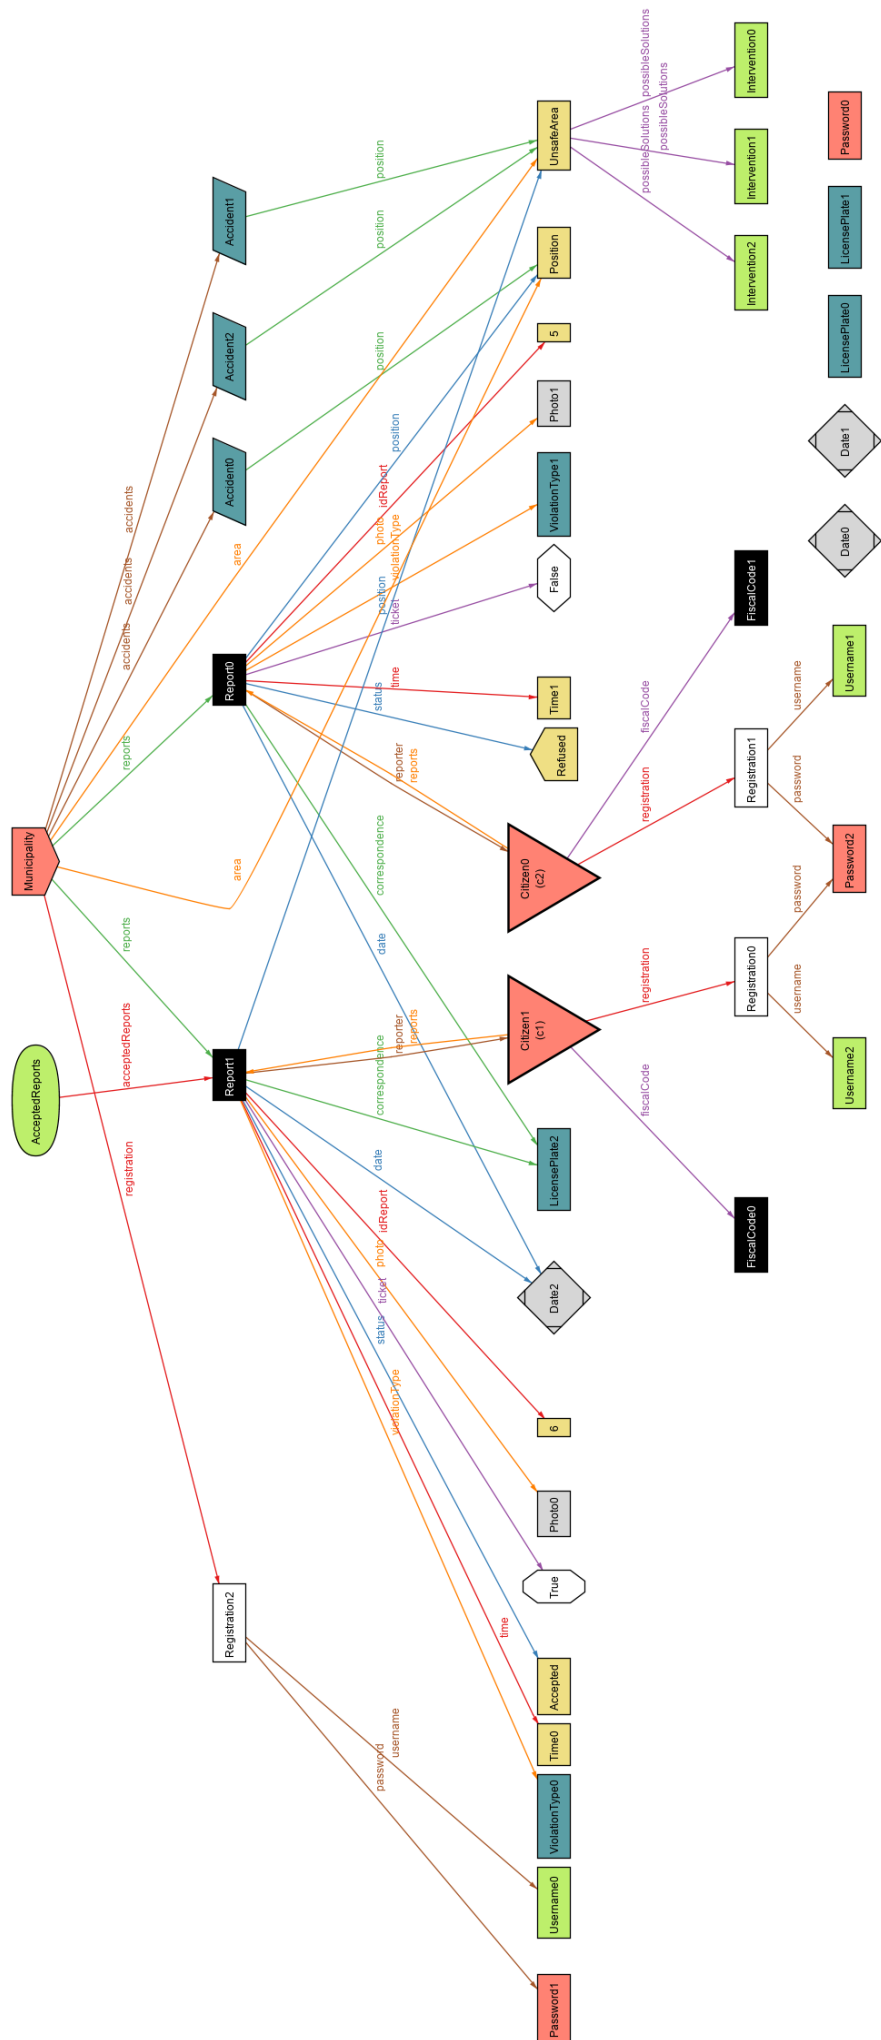 AcceptedReports
Municipality
registration
acceptedReports
reports
reports
accidents
accidents
accidents
area
area
Registration2
Report1
Report0
Accident0
Accident2
Accident1
password
username
time
violationType
status
ticket
photo
idReport
date
correspondence
reporter
reports
date
correspondence
reporter
reports
status
time
ticket
position
violationType
photo
idReport
position
position
position
position
Password1
Username0
ViolationType0
Time0
Accepted
True
Photo0
6
Date2
LicensePlate2
Citizen1
(c1)
Citizen0
(c2)
Refused
Time1
False
ViolationType1
Photo1
5
Position
UnsafeArea
fiscalCode
registration
registration
fiscalCode
possibleSolutions
possibleSolutions
possibleSolutions
FiscalCode0
Registration0
Registration1
FiscalCode1
Intervention2
Intervention1
Intervention0
username
password
password
username
Username2
Password2
Username1
Date0
Date1
LicensePlate0
LicensePlate1
Password0